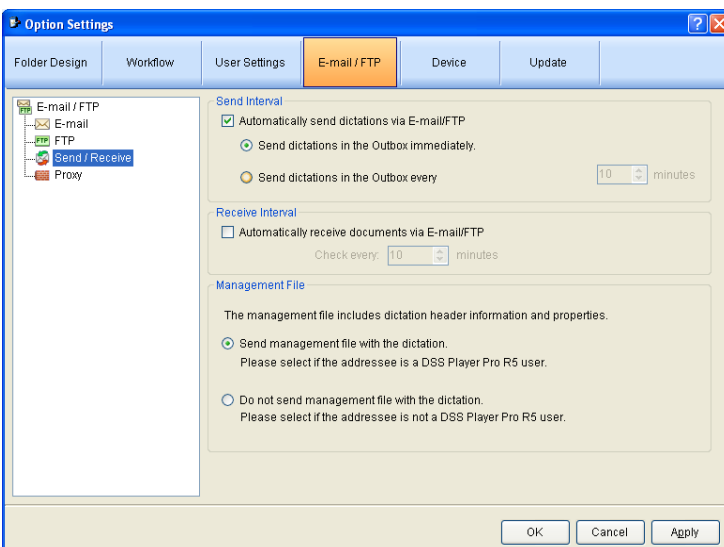 Option Settings
Folder Design Workflow User Settings E-mail / FTP Device Update
E-mail / FTP
E-mail
FTP
Send / Receive
Proxy
Send Interval
Automatically send dictations via E-mail/FTP
Send dictations in the Outbox immediately.
Send dictations in the Outbox every 10 minutes
Receive Interval
Automatically receive documents via E-mail/FTP
Check every: 10 minutes
Management File
The management file includes dictation header information and properties.
Send management file with the dictation.
Please select if the addressee is a DSS Player Pro R5 user.
Do not send management file with the dictation.
Please select if the addressee is not a DSS Player Pro R5 user.
OK Cancel Apply